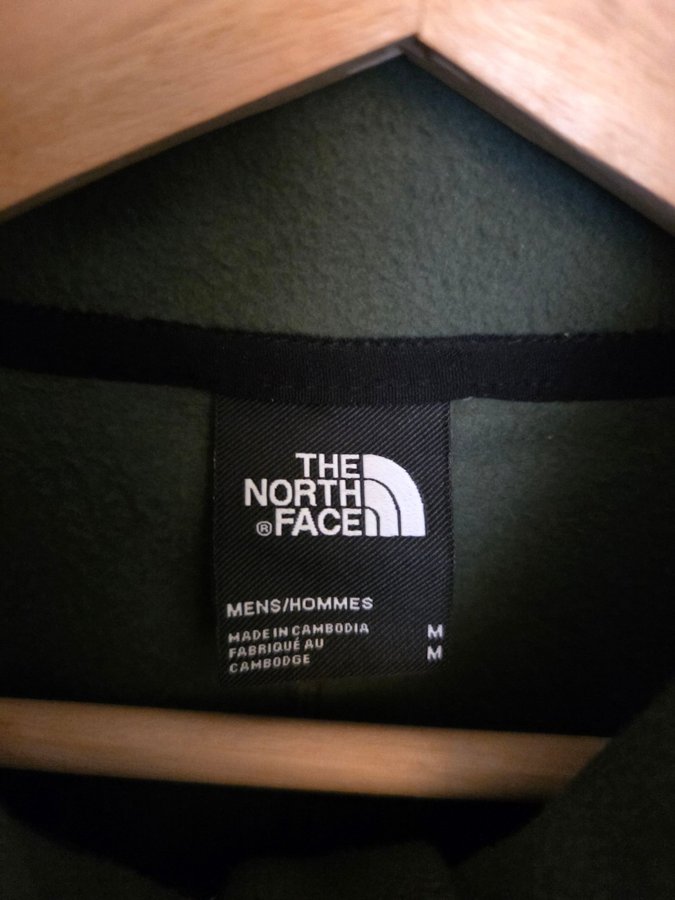 THE
NORTH
® FACE
MENS/HOMMES
MADE IN CAMBODIA M
FABRIQUÉ AU M
CAMBODGE